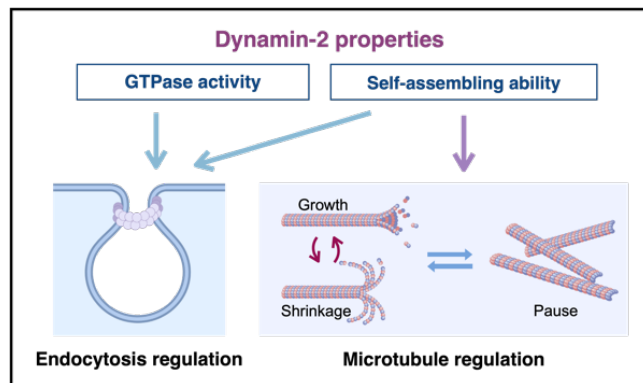 Dynamin-2 properties
GTPase activity
Self-assembling ability
Growth
Shrinkage
Pause
Endocytosis regulation
Microtubule regulation